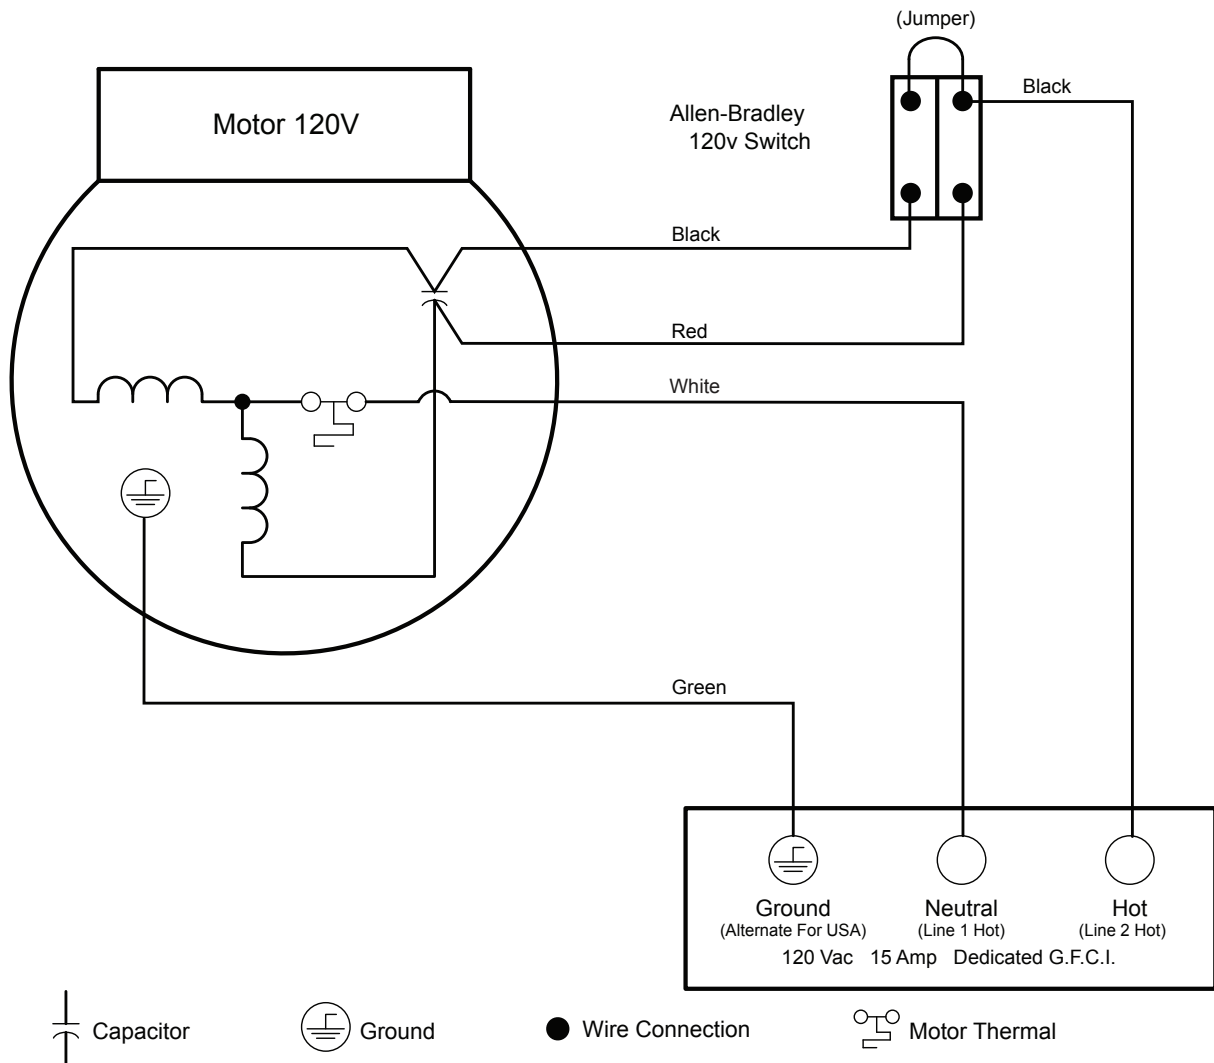 (Jumper)
Black
Motor 120V
Allen-Bradley
120v Switch
Black
Red
White
Green
Ground
(Alternate For USA)
Neutral
(Line 1 Hot)
Hot
(Line 2 Hot)
120 Vac 15 Amp Dedicated G.F.C.I.
Capacitor
Ground
Wire Connection
Motor Thermal